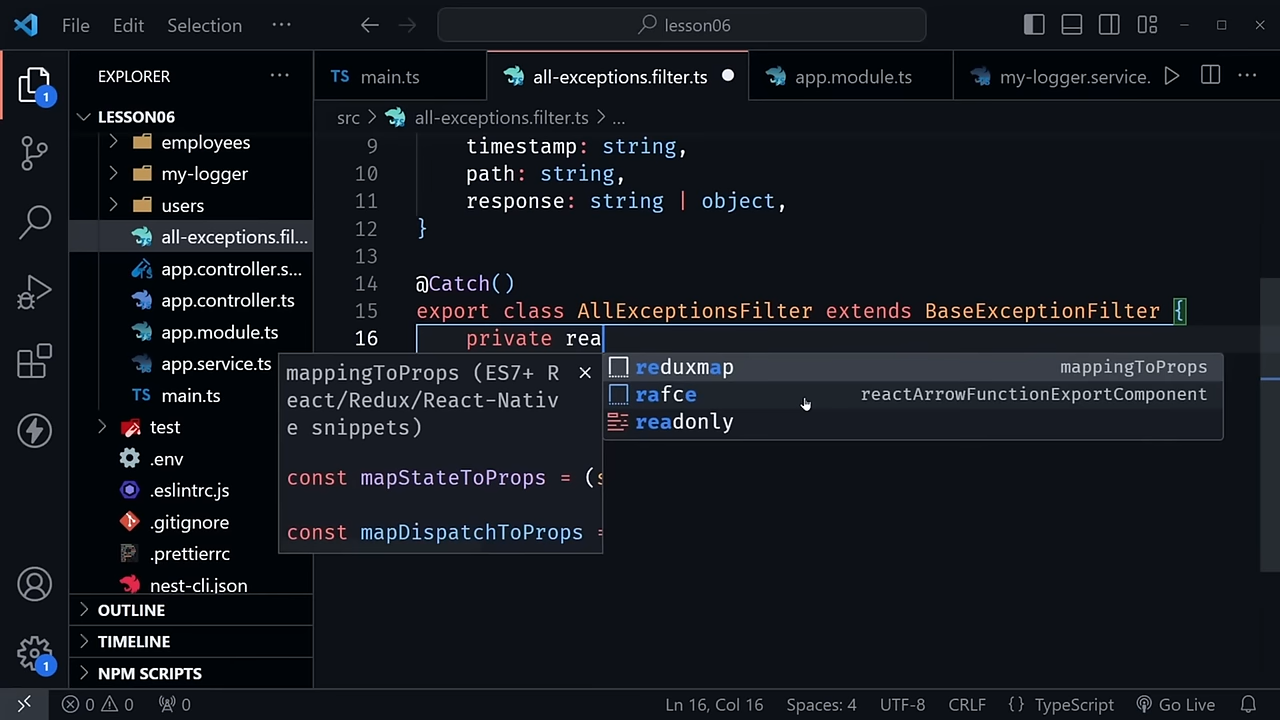 File Edit Selection ··· lesson06
EXPLORER ···
LESSON06
employees
my-logger
users
all-exceptions.fil...
app.controller.s...
app.controller.ts
app.module.ts
app.service.ts
TS main.ts
test
.env
.eslintrc.js
.gitignore
.prettierrc
nest-cli.json
OUTLINE
TIMELINE
NPM SCRIPTS
1
1
TS main.ts all-exceptions.filter.ts app.module.ts my-logger.service. ···
src > all-exceptions.filter.ts > ...
9 timestamp: string,
10 path: string,
11 response: string | object,
12 }
13
14 @Catch()
15 export class AllExceptionsFilter extends BaseExceptionFilter {
16 private rea
reduxmap mappingToProps
rafce reactArrowFunctionExportComponent
readonly
mappingToProps (ES7+ R
eact/Redux/React-Nativ
e snippets)
const mapStateToProps = (s
const mapDispatchToProps =
0 0 0 Ln 16, Col 16 Spaces: 4 UTF-8 CRLF {} TypeScript Go Live